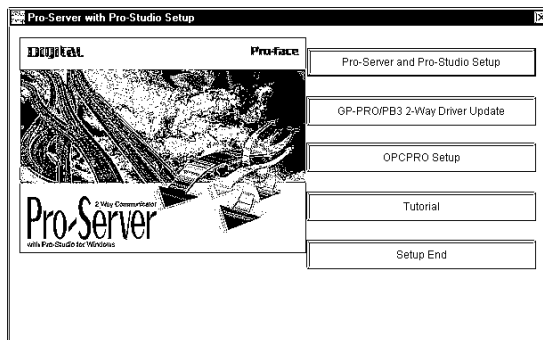 Pro-Server with Pro-Studio Setup
DIGITAL
Pro-face
2 Way Communicator
Pro-Server
with Pro-Studio for Windows
Pro-Server and Pro-Studio Setup
GP-PRO/PB3 2-Way Driver Update
OPCPRO Setup
Tutorial
Setup End